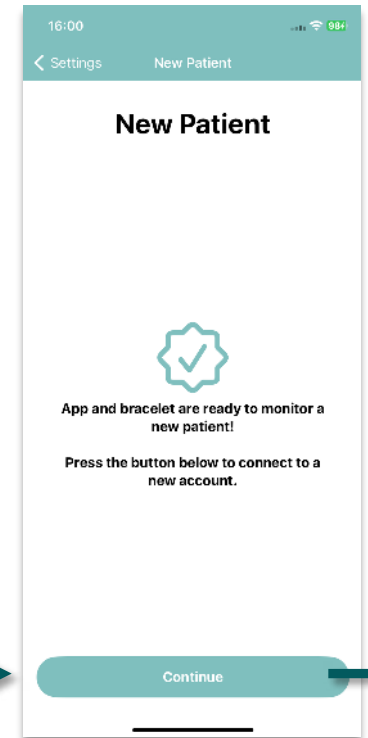 16:00
98
Settings
New Patient
New Patient
App and bracelet are ready to monitor a
new patient!
Press the button below to connect to a
new account.
Continue